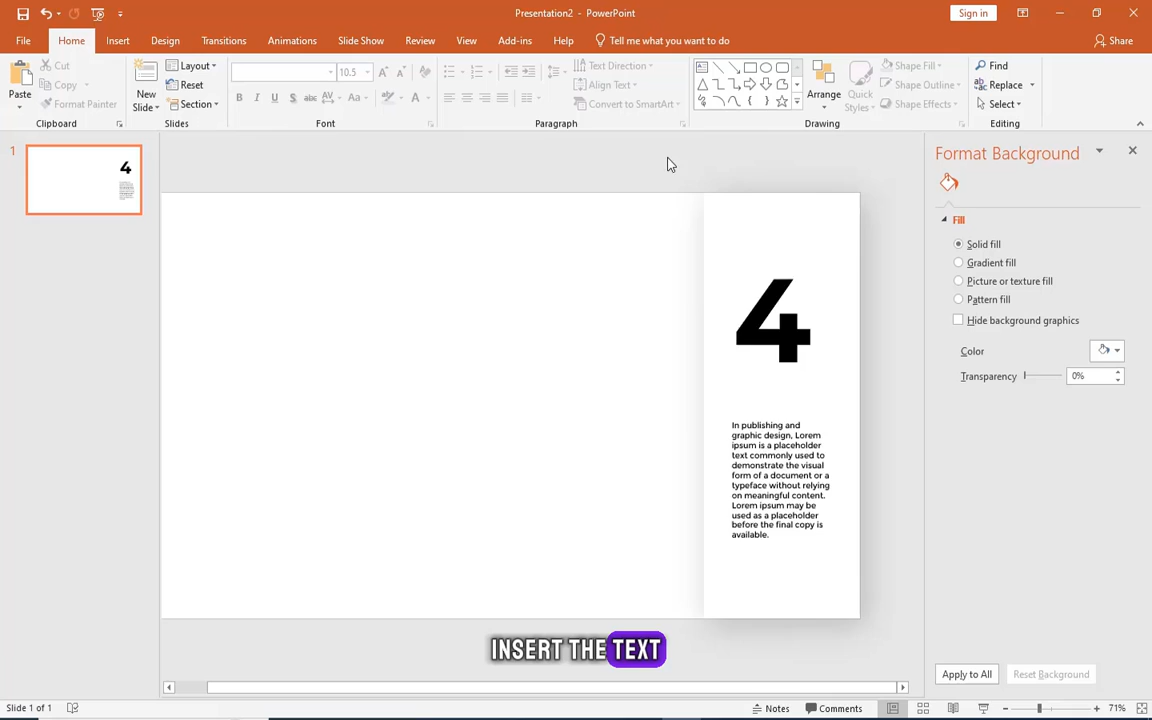 Presentation2 - PowerPoint
Sign in
File Home Insert Design Transitions Animations Slide Show Review View Add-ins Help Tell me what you want to do Share
Paste
Cut
Copy
Format Painter
Clipboard
New
Slide
Layout
Reset
Section
Slides
10.5
B I U S abc AV Aa A
Font
Text Direction
Align Text
Convert to SmartArt
Paragraph
Arrange
Quick
Styles
Shape Fill
Shape Outline
Shape Effects
Drawing
Find
Replace
Select
Editing
1
4
4
In publishing and
graphic design, Lorem
ipsum is a placeholder
text commonly used to
demonstrate the visual
form of a document or a
typeface without relying
on meaningful content.
Lorem ipsum may be
used as a placeholder
before the final copy is
available.
Format Background
Fill
Solid fill
Gradient fill
Picture or texture fill
Pattern fill
Hide background graphics
Color
Transparency 0%
Apply to All Reset Background
INSERT THE TEXT
Slide 1 of 1 Notes Comments 71%